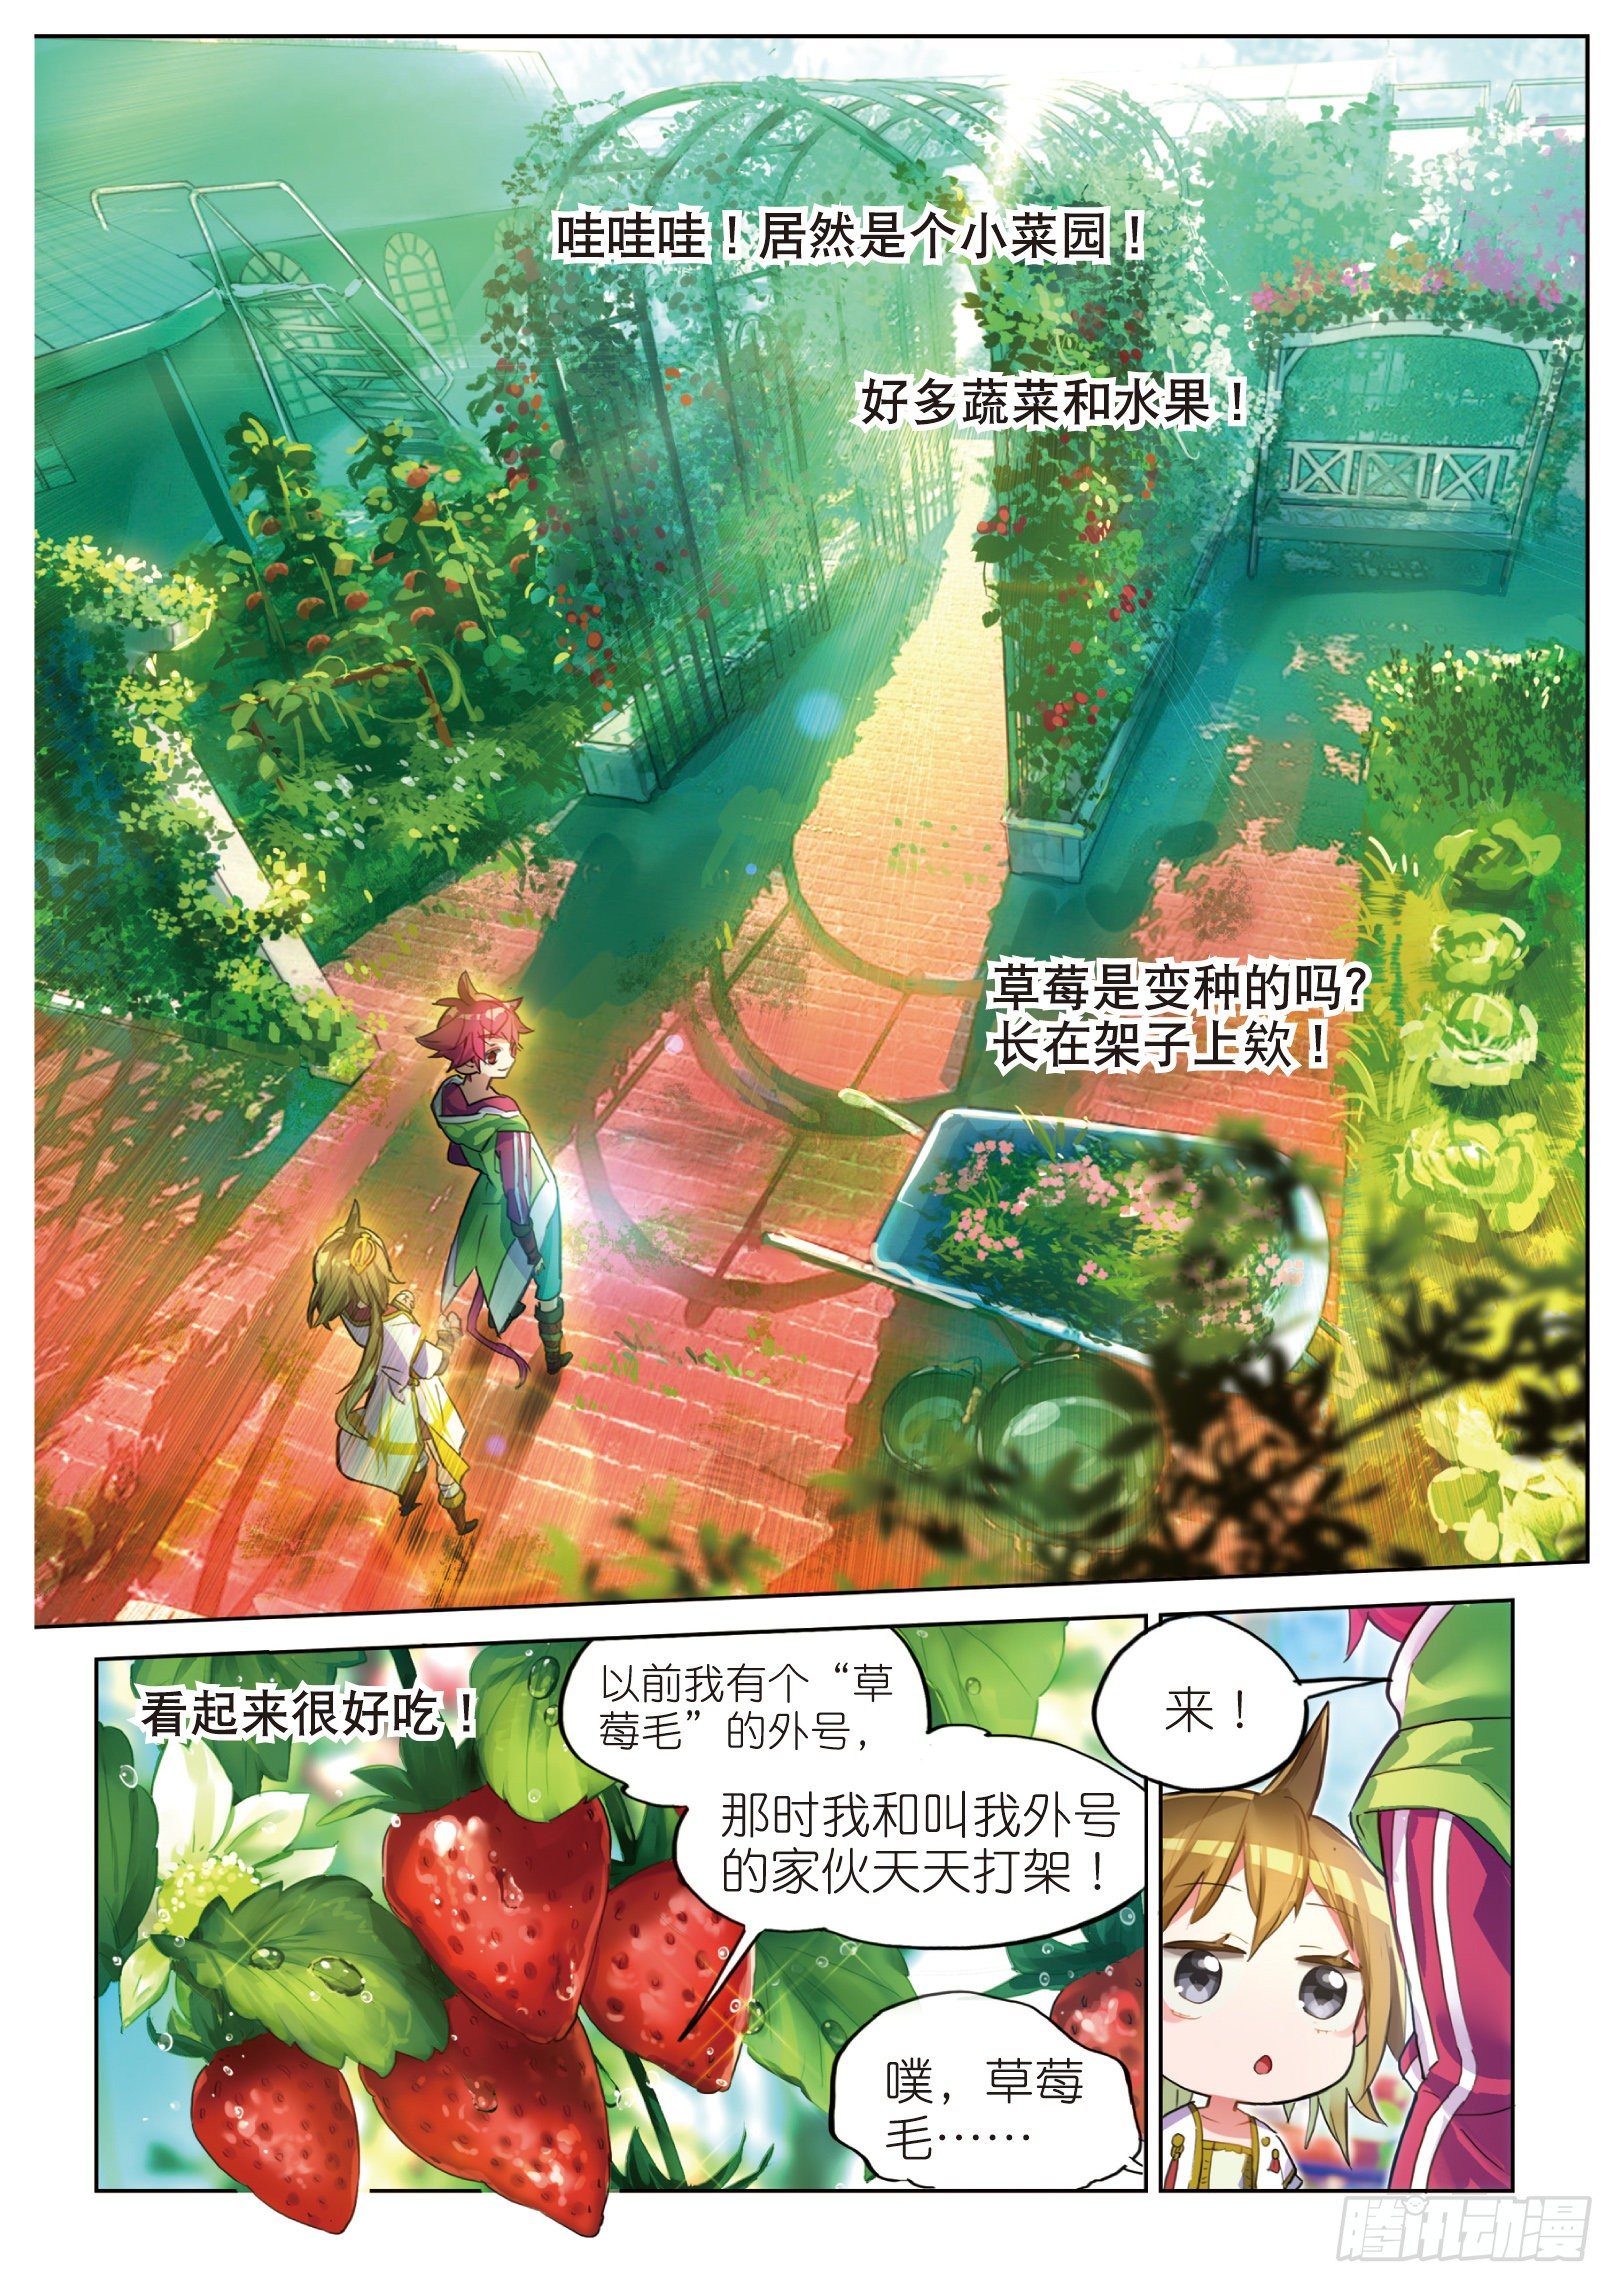 哇哇哇！居然是个小菜园！
好多蔬菜和水果！
草莓是变种的吗?
长在架子上欸！
看起来很好吃！
以前我有个“草
莓毛”的外号，
那时我和叫我外号
的家伙天天打架！
噗，草莓
毛……
来！
腾讯动漫